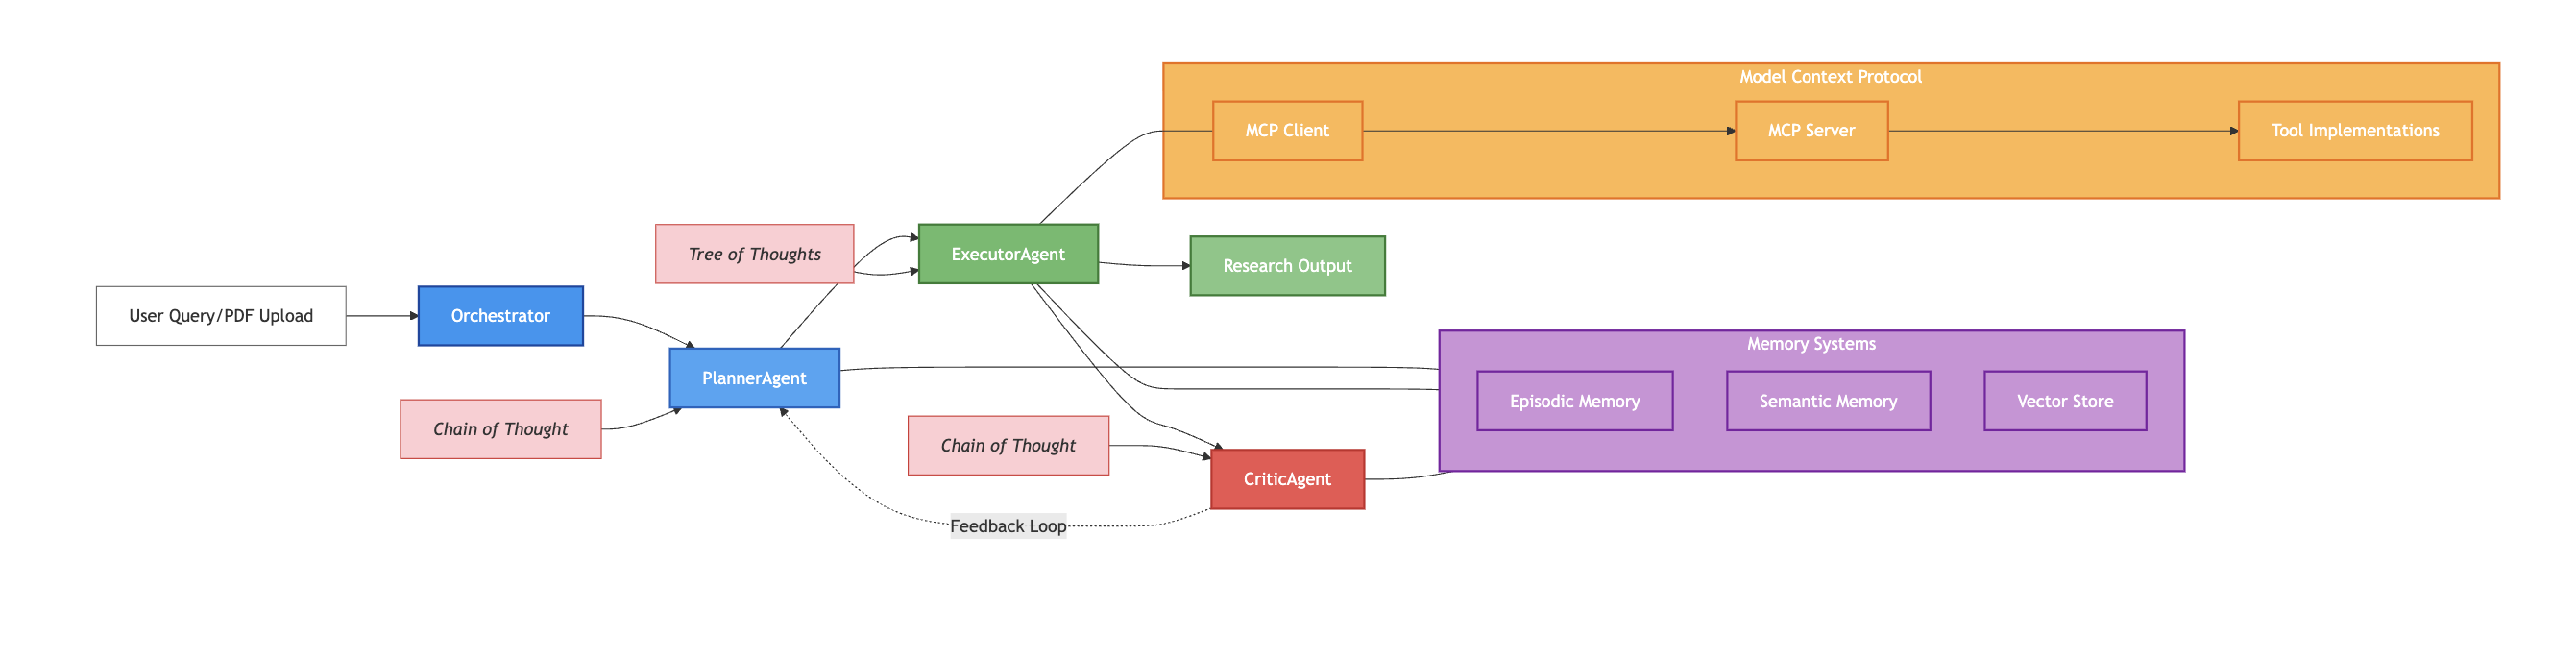 Model Context Protocol
MCP Client
MCP Server
Tool Implementations
Tree of Thoughts
ExecutorAgent
Research Output
User Query/PDF Upload
Orchestrator
Memory Systems
PlannerAgent
Episodic Memory
Semantic Memory
Vector Store
Chain of Thought
Chain of Thought
CriticAgent
Feedback Loop